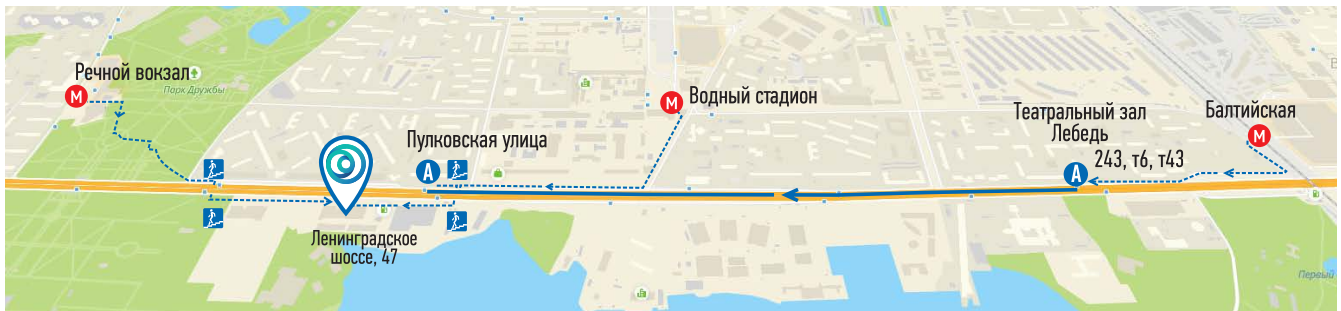 Речной вокзал
М
Парк Дружбы
Пулковская улица
А
Ленинградское
шоссе, 47
М
Водный стадион
Театральный зал
Лебедь
А
243, т6, т43
Балтийская
М
Первый
В